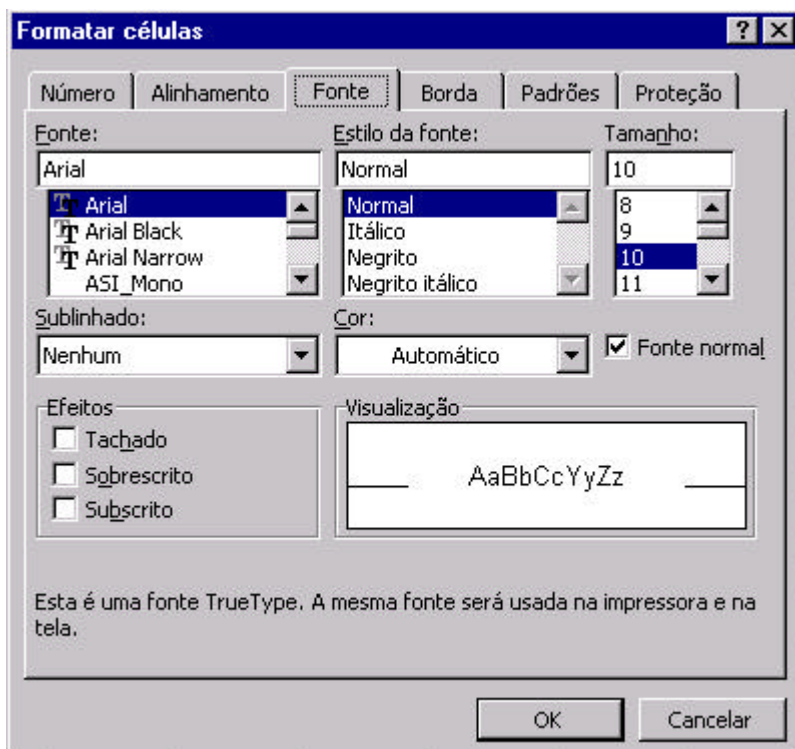 Formatar células
Número Alinhamento Fonte Borda Padrões Proteção
Fonte: Estilo da fonte: Tamanho:
Arial Normal 10
Arial Normal 8
Arial Black Itálico 9
Arial Narrow Negrito 10
ASI_Mono Negrito itálico 11
Sublinhado: Cor:
Nenhum Automático Fonte normal
Efeitos Visualização
Tachado
Sobrescrito AaBbCcYyZz
Subscrito
Esta é uma fonte TrueType. A mesma fonte será usada na impressora e na
tela.
OK Cancelar